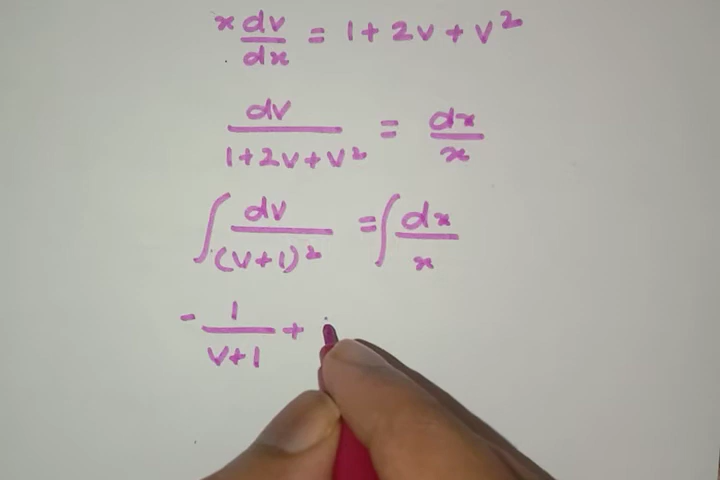 x dv/dx = 1 + 2v + v²
dv/(1 + 2v + v²) = dx/x
∫ dv/(v+1)² = ∫ dx/x
- 1/(v+1) +